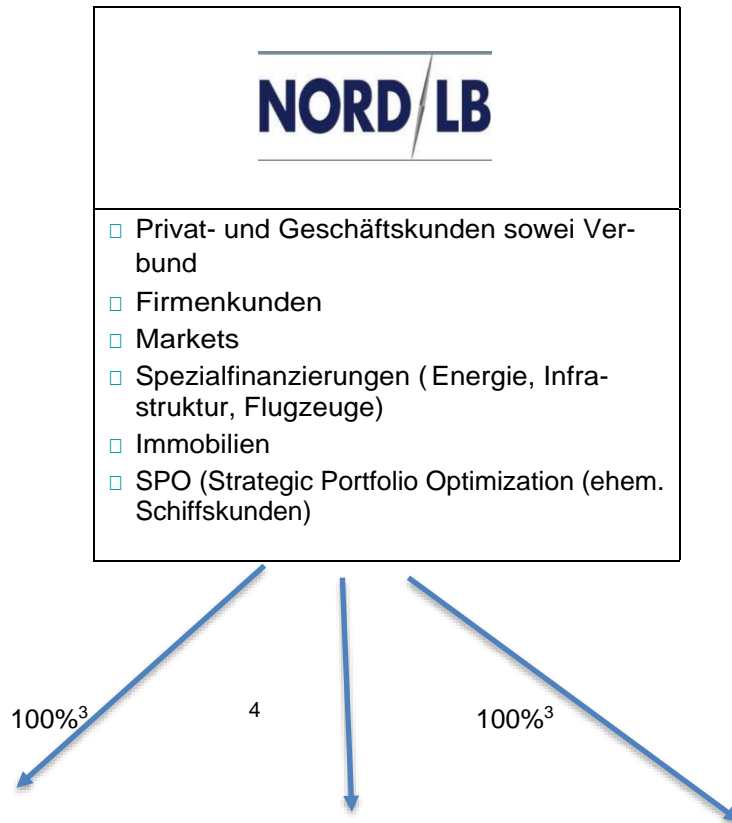 NORD/LB
Privat- und Geschäftskunden sowei Ver-
bund
Firmenkunden
Markets
Spezialfinanzierungen (Energie, Infra-
struktur, Flugzeuge)
Immobilien
SPO (Strategic Portfolio Optimization (ehem.
Schiffskunden)
100%³ 4 100%³